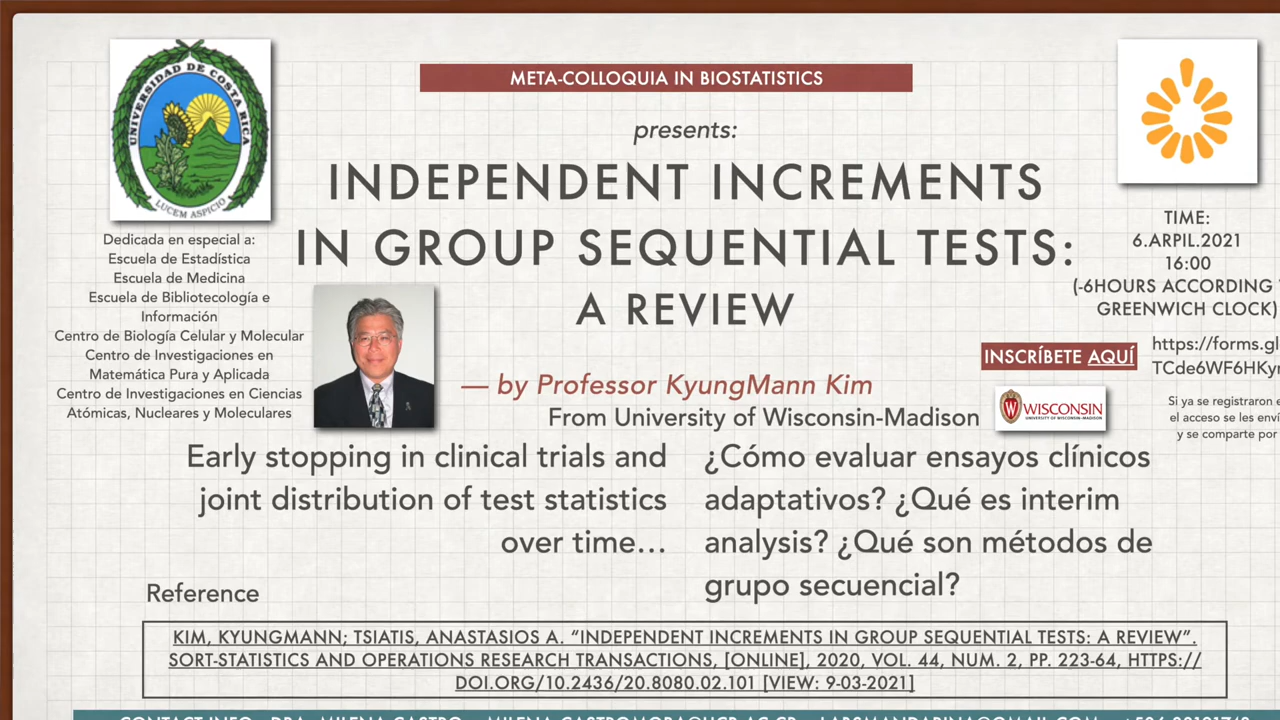 META-COLLOQUIA IN BIOSTATISTICS
presents:
INDEPENDENT INCREMENTS
IN GROUP SEQUENTIAL TESTS:
A REVIEW
UNIVERSIDAD DE COSTA RICA
LUCEM ASPICIO
Dedicada en especial a:
Escuela de Estadística
Escuela de Medicina
Escuela de Bibliotecología e
Información
Centro de Biología Celular y Molecular
Centro de Investigaciones en
Matemática Pura y Aplicada
Centro de Investigaciones en Ciencias
Atómicas, Nucleares y Moleculares
— by Professor KyungMann Kim
From University of Wisconsin-Madison
TIME:
6.ARPIL.2021
16:00
(-6HOURS ACCORDING
GREENWICH CLOCK)
INSCRÍBETE AQUÍ
https://forms.gl
TCde6WF6HKy
WISCONSIN
UNIVERSITY OF WISCONSIN-MADISON
Si ya se registraron
el acceso se les enví
y se comparte por
Early stopping in clinical trials and
joint distribution of test statistics
over time...
¿Cómo evaluar ensayos clínicos
adaptativos? ¿Qué es interim
analysis? ¿Qué son métodos de
grupo secuencial?
Reference
KIM, KYUNGMANN; TSIATIS, ANASTASIOS A. “INDEPENDENT INCREMENTS IN GROUP SEQUENTIAL TESTS: A REVIEW”.
SORT-STATISTICS AND OPERATIONS RESEARCH TRANSACTIONS, [ONLINE], 2020, VOL. 44, NUM. 2, PP. 223-64, HTTPS://
DOI.ORG/10.2436/20.8080.02.101 [VIEW: 9-03-2021]